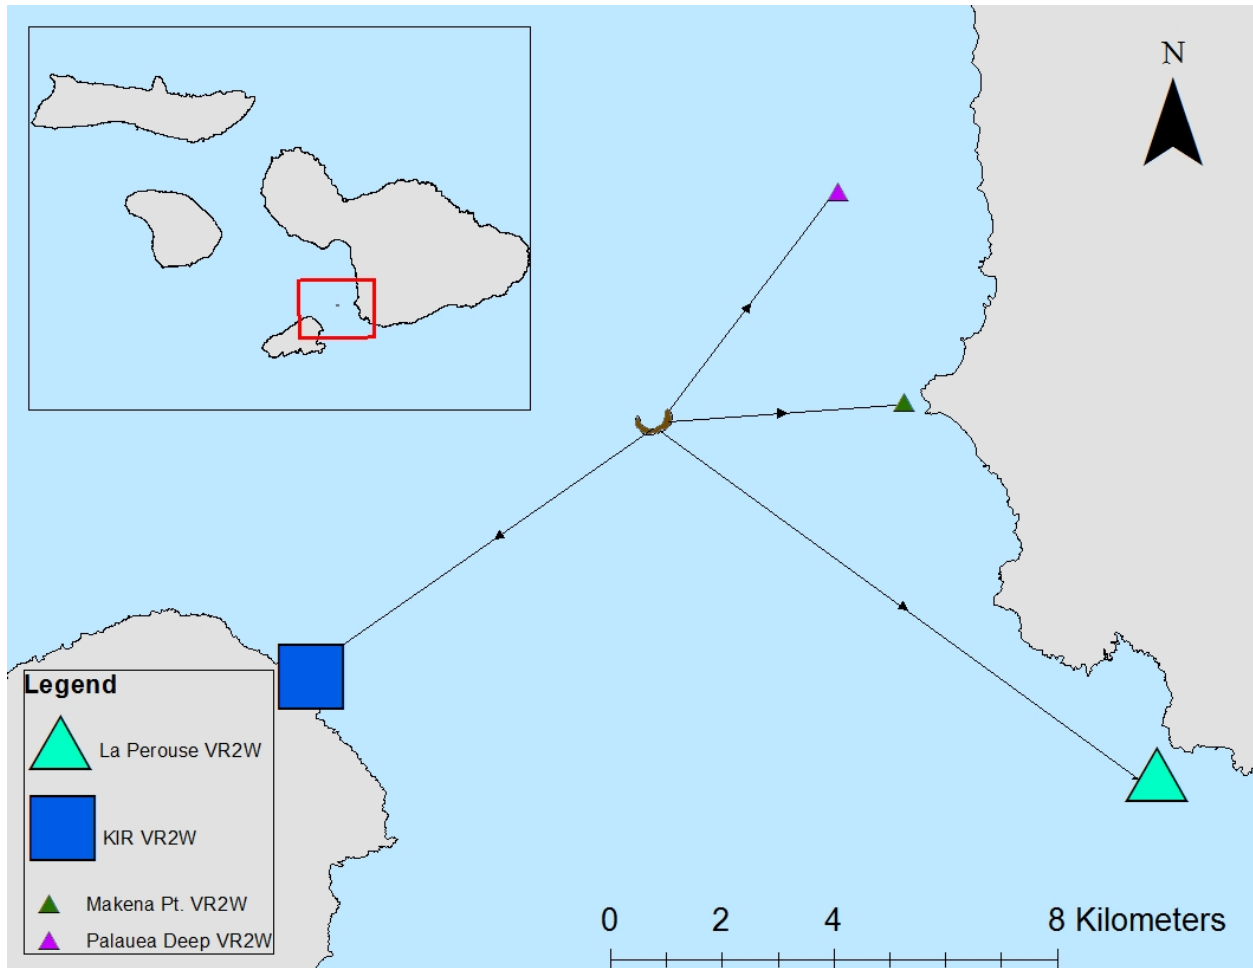 N
Legend
La Perouse VR2W
KIR VR2W
Makena Pt. VR2W
Palauea Deep VR2W
0 2 4 8 Kilometers